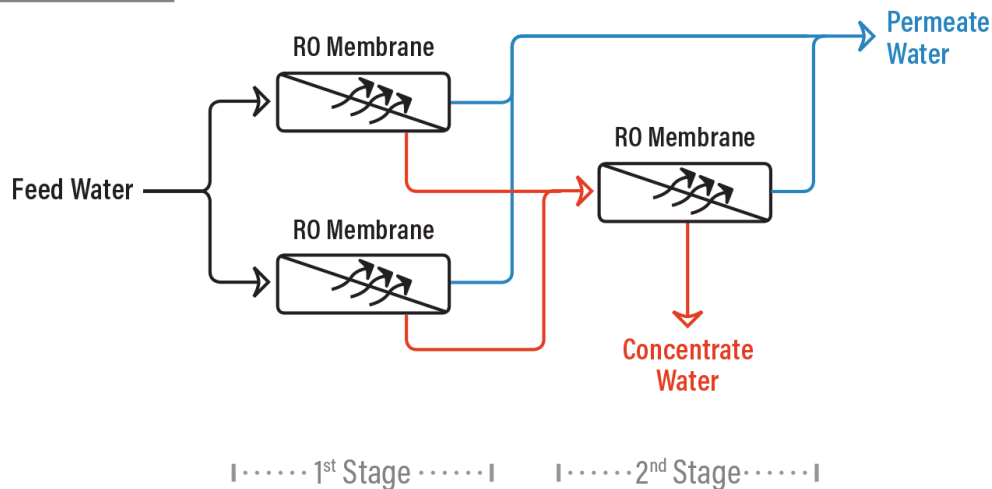 RO Membrane
Permeate
Water
RO Membrane
Feed Water
RO Membrane
Concentrate
Water
1st Stage
2nd Stage